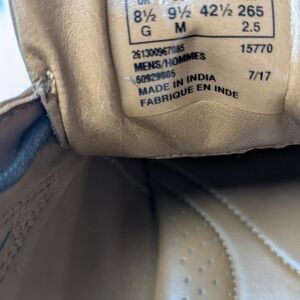 8½ 9½ 42½ 265
G M 2.5
261300967085 15770
MENS/HOMMES
60929985 7/17
MADE IN INDIA
FABRIQUE EN INDE